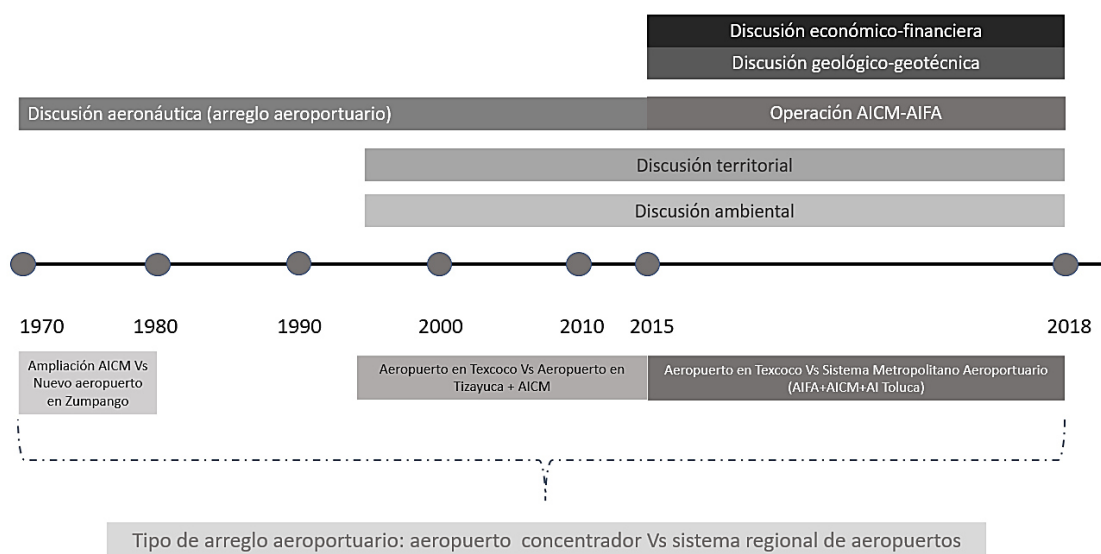 Discusión económico-financiera
Discusión geológico-geotécnica
Discusión aeronáutica (arreglo aeroportuario)
Operación AICM-AIFA
Discusión territorial
Discusión ambiental
1970
1980
1990
2000
2010
2015
2018
Ampliación AICM Vs
Nuevo aeropuerto
en Zumpango
Aeropuerto en Texcoco Vs Aeropuerto en
Tizayuca + AICM
Aeropuerto en Texcoco Vs Sistema Metropolitano Aeroportuario
(AIFA+AICM+AI Toluca)
Tipo de arreglo aeroportuario: aeropuerto concentrador Vs sistema regional de aeropuertos